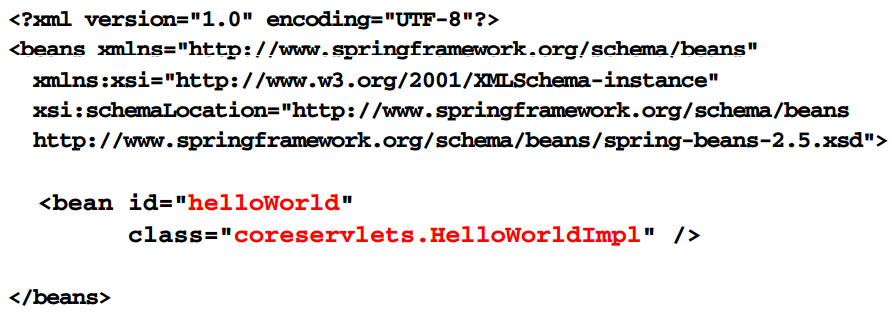 <?xml version="1.0" encoding="UTF-8"?>
<beans xmlns="http://www.springframework.org/schema/beans"
xmlns:xsi="http://www.w3.org/2001/XMLSchema-instance"
xsi:schemaLocation="http://www.springframework.org/schema/beans
http://www.springframework.org/schema/beans/spring-beans-2.5.xsd">
<bean id="helloWorld"
class="coreservlets.HelloWorldImpl" />
</beans>